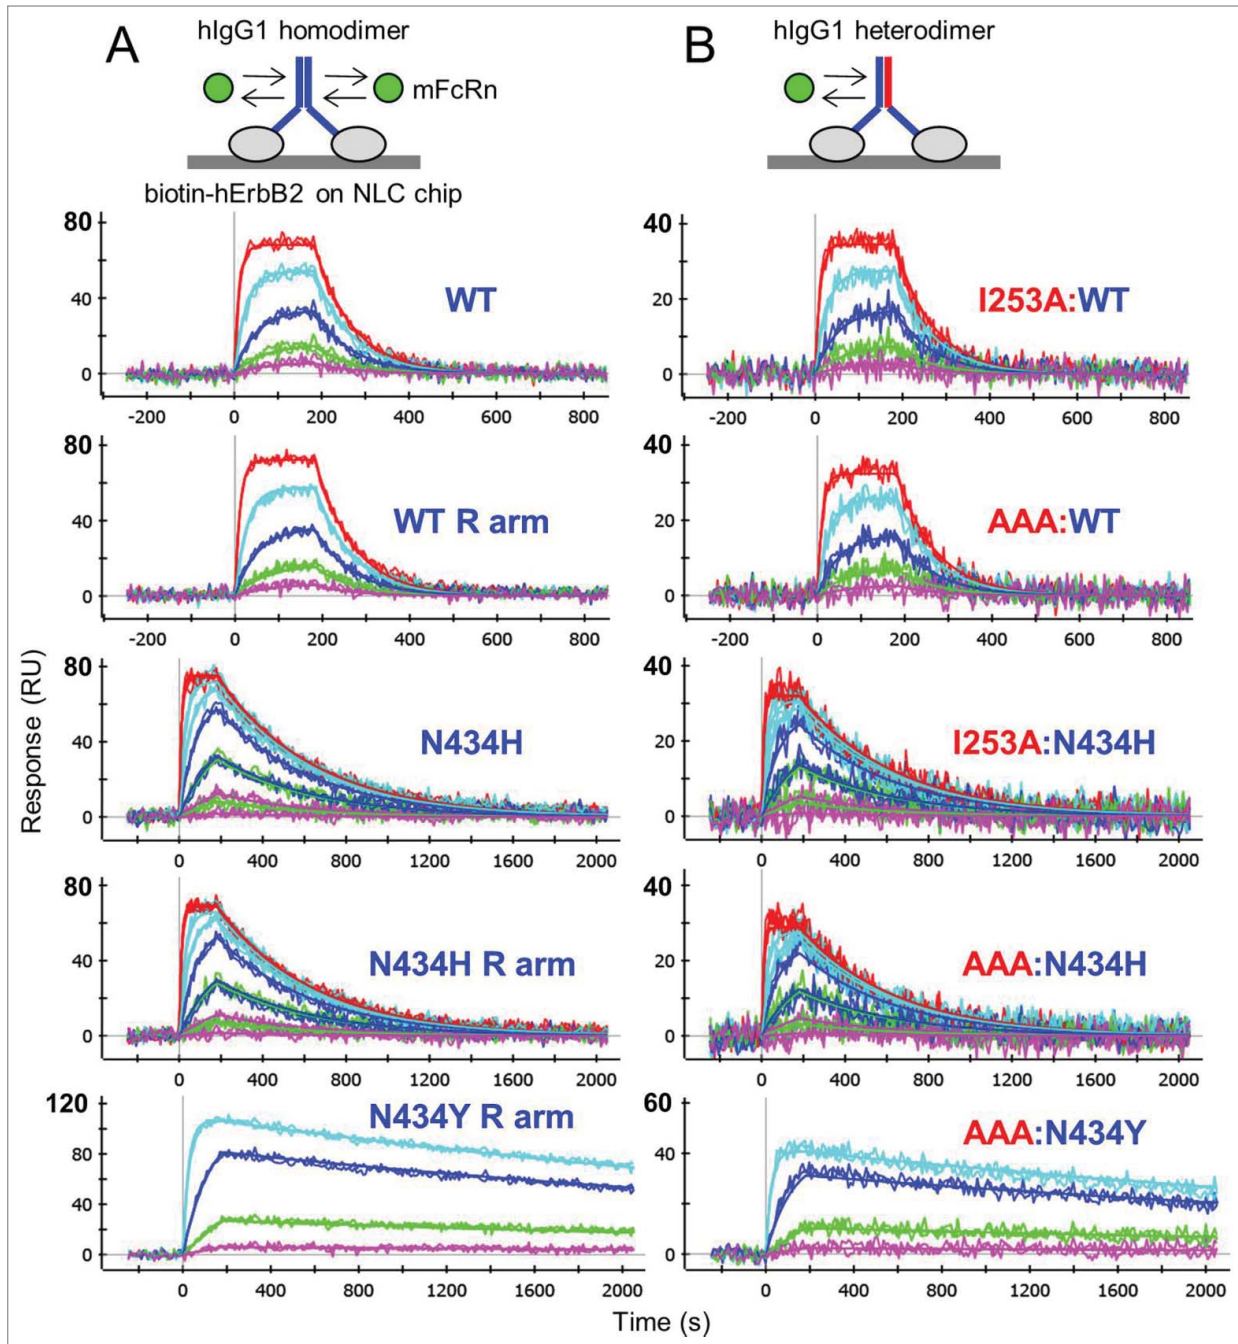 A
hIgG1 homodimer
mFcRn
biotin-hErbB2 on NLC chip
B
hIgG1 heterodimer
Response (RU)
80
40
0
WT
-200 0 200 400 600 800
40
20
0
I253A:WT
-200 0 200 400 600 800
80
40
0
WT R arm
-200 0 200 400 600 800
40
20
0
AAA:WT
-200 0 200 400 600 800
80
40
0
N434H
0 400 800 1200 1600 2000
40
20
0
I253A:N434H
0 400 800 1200 1600 2000
80
40
0
N434H R arm
0 400 800 1200 1600 2000
40
20
0
AAA:N434H
0 400 800 1200 1600 2000
120
80
40
0
N434Y R arm
0 400 800 1200 1600 2000
60
40
20
0
AAA:N434Y
0 400 800 1200 1600 2000
Time (s)